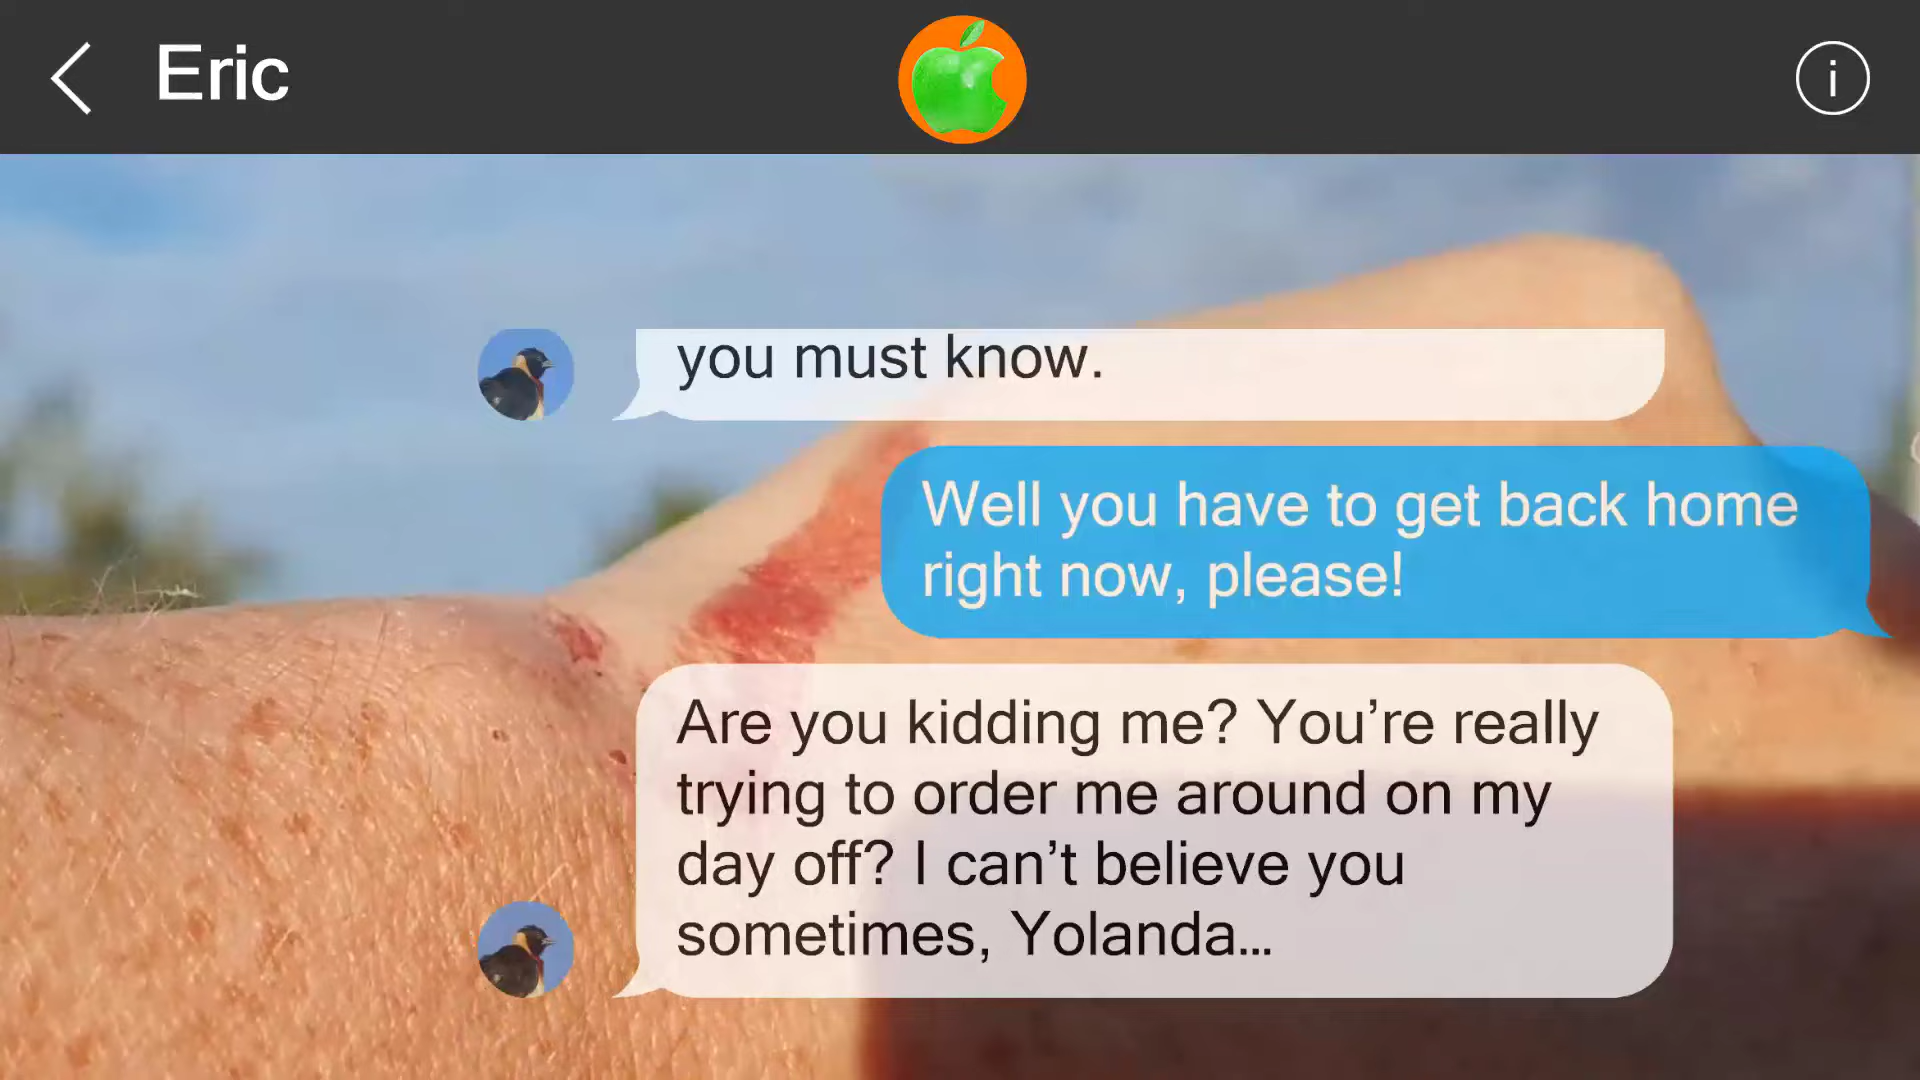 Eric
i
you must know.
Well you have to get back home
right now, please!
Are you kidding me? You’re really
trying to order me around on my
day off? I can’t believe you
sometimes, Yolanda...